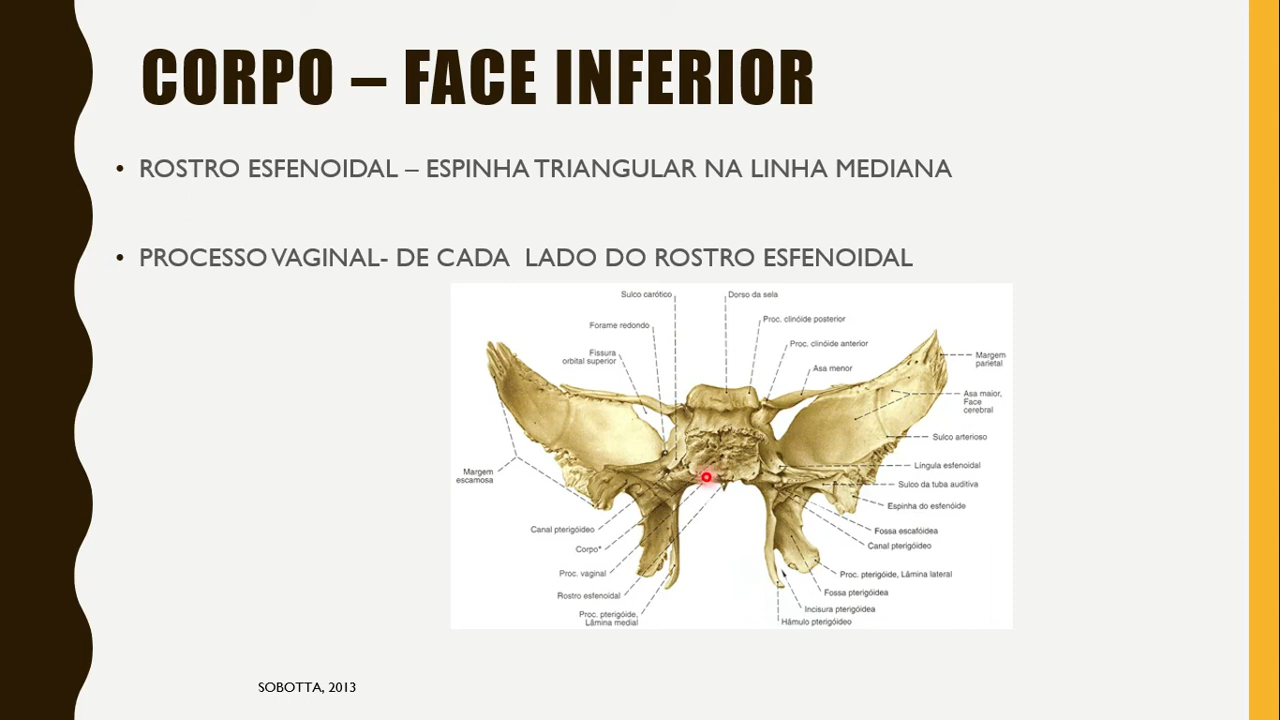 CORPO – FACE INFERIOR
• ROSTRO ESFENOIDAL – ESPINHA TRIANGULAR NA LINHA MEDIANA
• PROCESSO VAGINAL- DE CADA LADO DO ROSTRO ESFENOIDAL
Sulco carótico
Dorso da sela
Forame redondo
Proc. clinóide posterior
Fissura
orbital superior
Proc. clinóide anterior
Asa menor
Margem
parietal
Asa maior,
Face
cerebral
Sulco arterioso
Margem
escamosa
Língula esfenoidal
Sulco da tuba auditiva
Espinha do esfenóide
Canal pterigóideo
Fossa escafóidea
Corpo*
Canal pterigóideo
Proc. vaginal
Proc. pterigóide, Lâmina lateral
Rostro esfenoidal
Fossa pterigóidea
Proc. pterigóide,
Lâmina medial
Incisura pterigóidea
Hâmulo pterigóideo
SOBOTTA, 2013